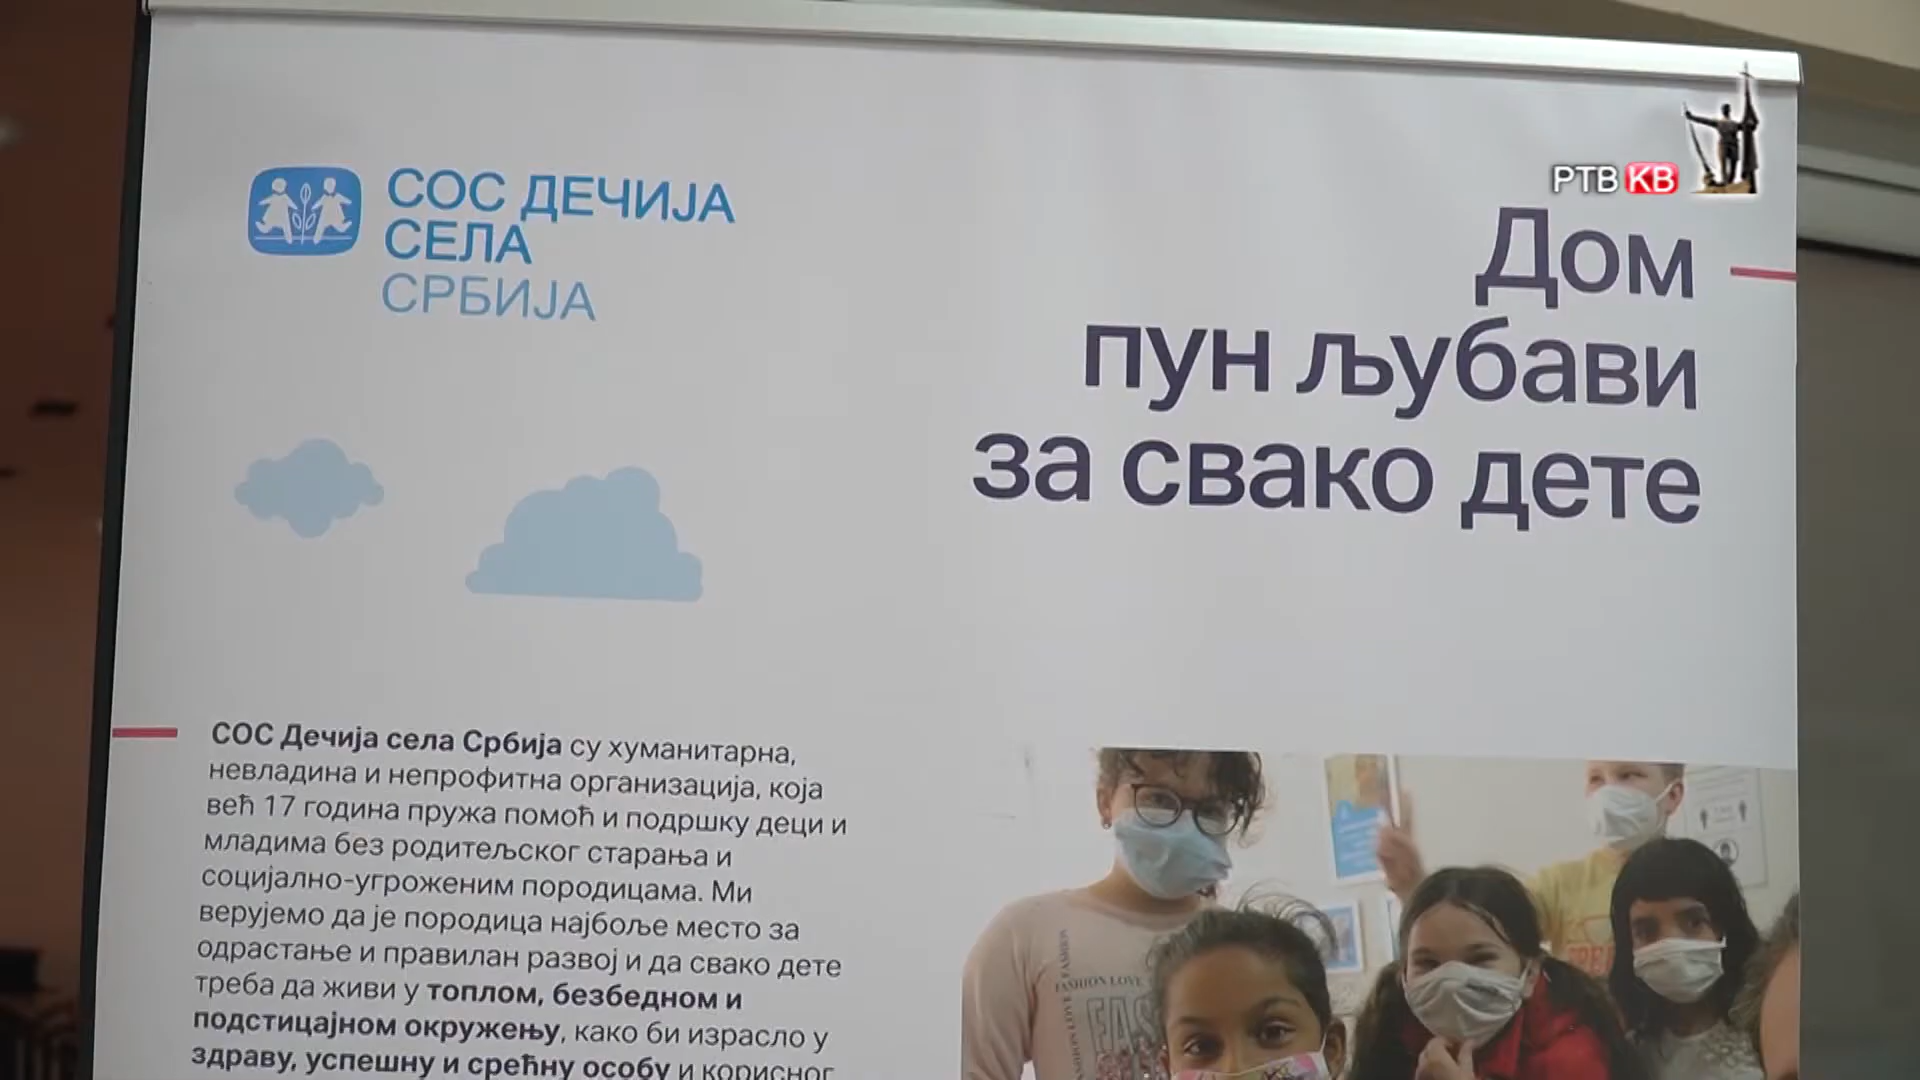 РТВ КВ
СОС ДЕЧИЈА
СЕЛА
СРБИЈА
Дом
пун љубави
за свако дете
СОС Дечија села Србија су хуманитарна,
невладина и непрофитна организација, која
већ 17 година пружа помоћ и подршку деци и
младима без родитељског старања и
социјално-угроженим породицама. Ми
верујемо да је породица најбоље место за
одрастање и правилан развој и да свако дете
треба да живи у топлом, безбедном и
подстицајном окружењу, како би израсло у
здраву, успешну и срећну особу и корисног
FASHION LOVE